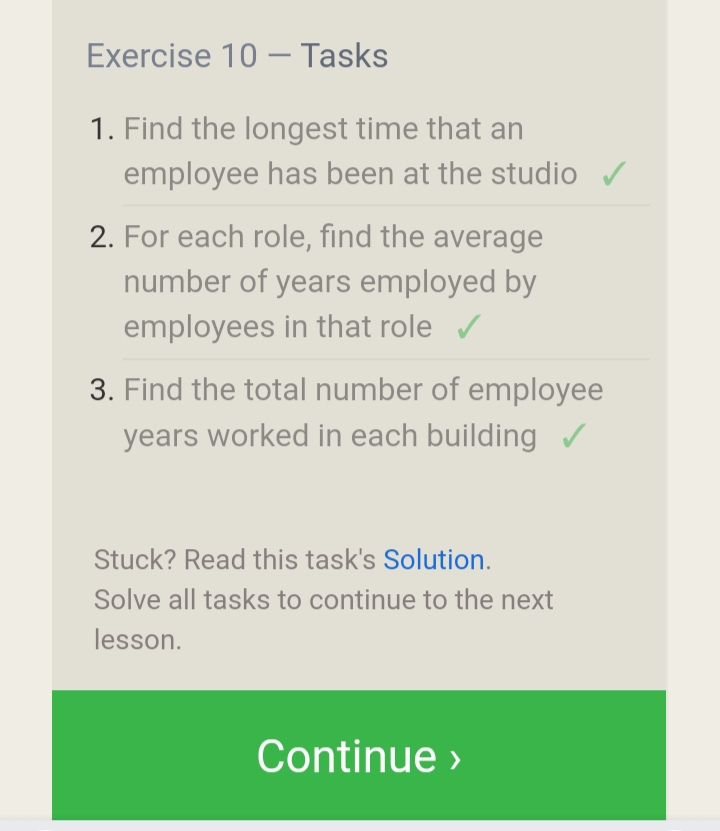 Exercise 10 — Tasks
1. Find the longest time that an
employee has been at the studio ✓
2. For each role, find the average
number of years employed by
employees in that role ✓
3. Find the total number of employee
years worked in each building ✓
Stuck? Read this task's Solution.
Solve all tasks to continue to the next
lesson.
Continue ›